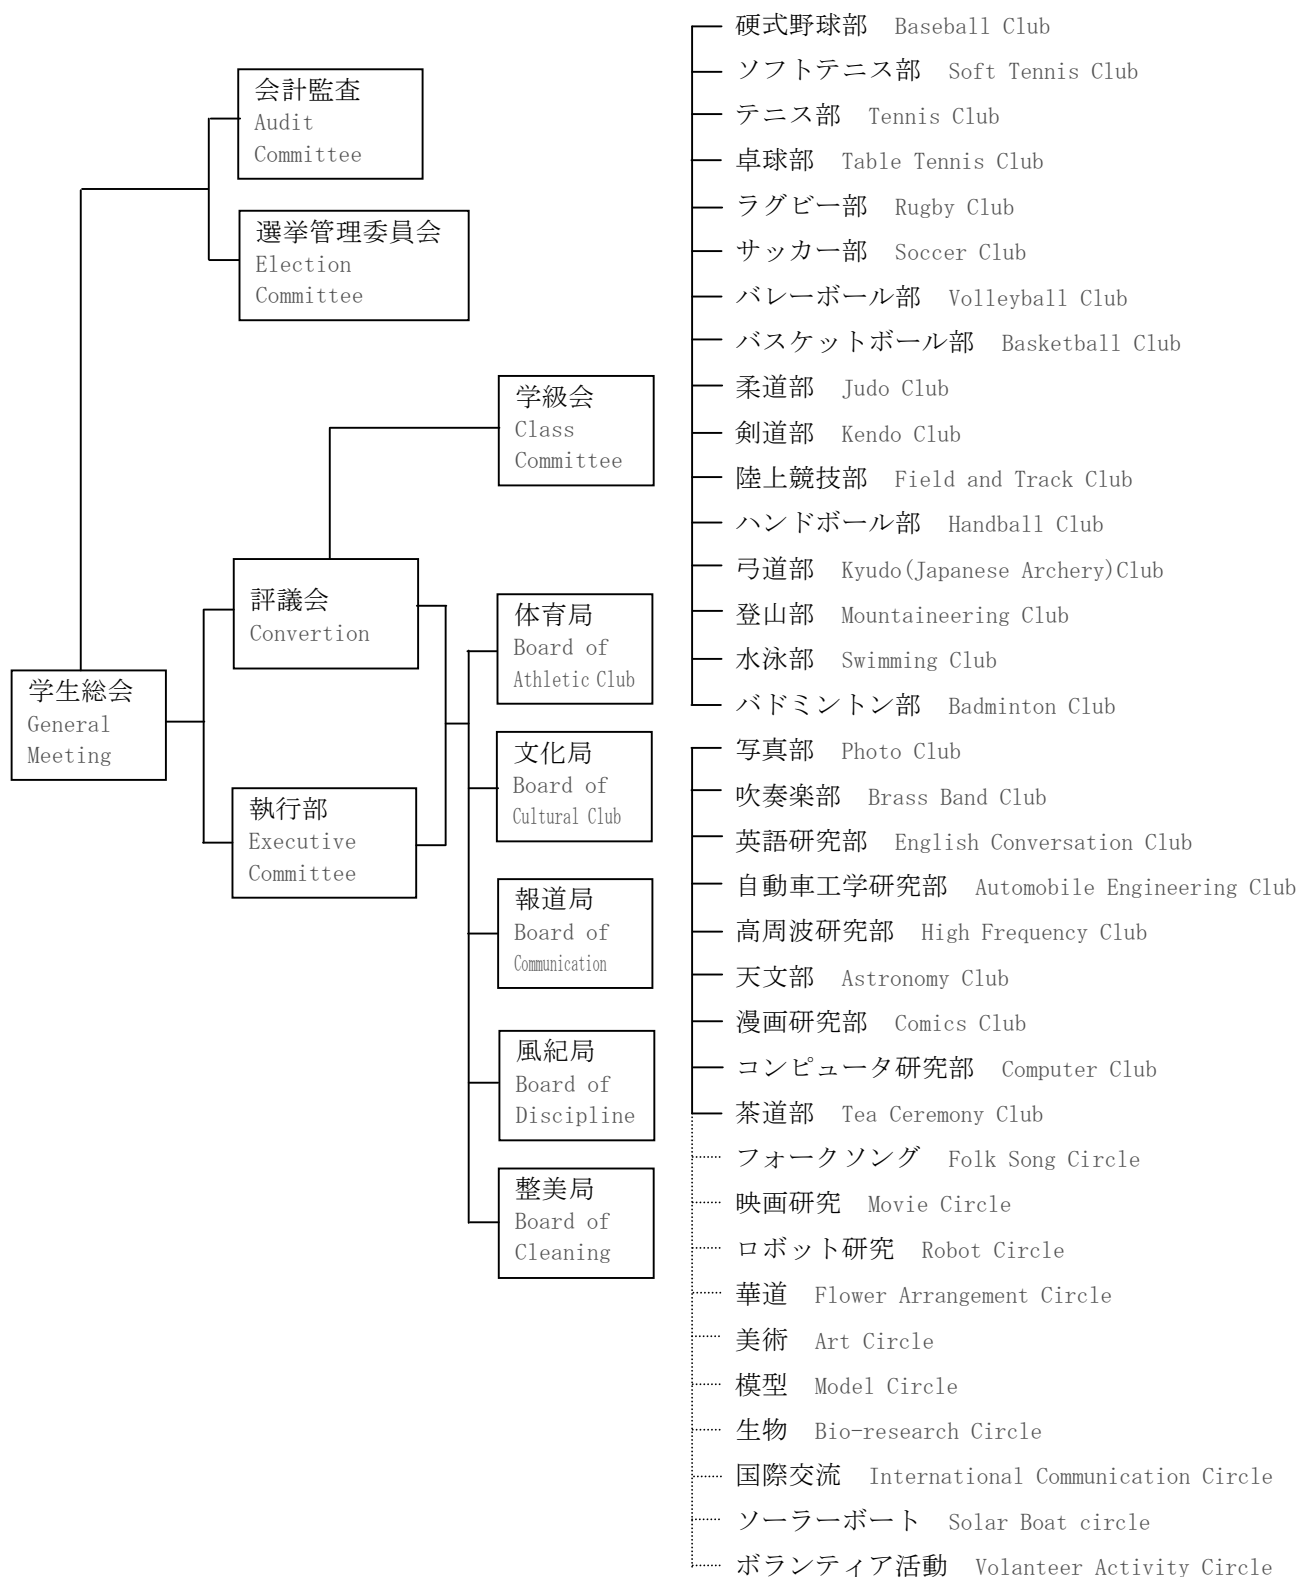 会計監査
Audit
Committee
選挙管理委員会
Election
Committee
学級会
Class
Committee
評議会
Convertion
学生総会
General
Meeting
執行部
Executive
Committee
体育局
Board of
Athletic Club
文化局
Board of
Cultural Club
報道局
Board of
Communication
風紀局
Board of
Discipline
整美局
Board of
Cleaning
硬式野球部 Baseball Club
ソフトテニス部 Soft Tennis Club
テニス部 Tennis Club
卓球部 Table Tennis Club
ラグビー部 Rugby Club
サッカー部 Soccer Club
バレーボール部 Volleyball Club
バスケットボール部 Basketball Club
柔道部 Judo Club
剣道部 Kendo Club
陸上競技部 Field and Track Club
ハンドボール部 Handball Club
弓道部 Kyudo(Japanese Archery)Club
登山部 Mountaineering Club
水泳部 Swimming Club
バドミントン部 Badminton Club
写真部 Photo Club
吹奏楽部 Brass Band Club
英語研究部 English Conversation Club
自動車工学研究部 Automobile Engineering Club
高周波研究部 High Frequency Club
天文部 Astronomy Club
漫画研究部 Comics Club
コンピュータ研究部 Computer Club
茶道部 Tea Ceremony Club
フォークソング Folk Song Circle
映画研究 Movie Circle
ロボット研究 Robot Circle
華道 Flower Arrangement Circle
美術 Art Circle
模型 Model Circle
生物 Bio-research Circle
国際交流 International Communication Circle
ソーラーボート Solar Boat circle
ボランティア活動 Volanteer Activity Circle